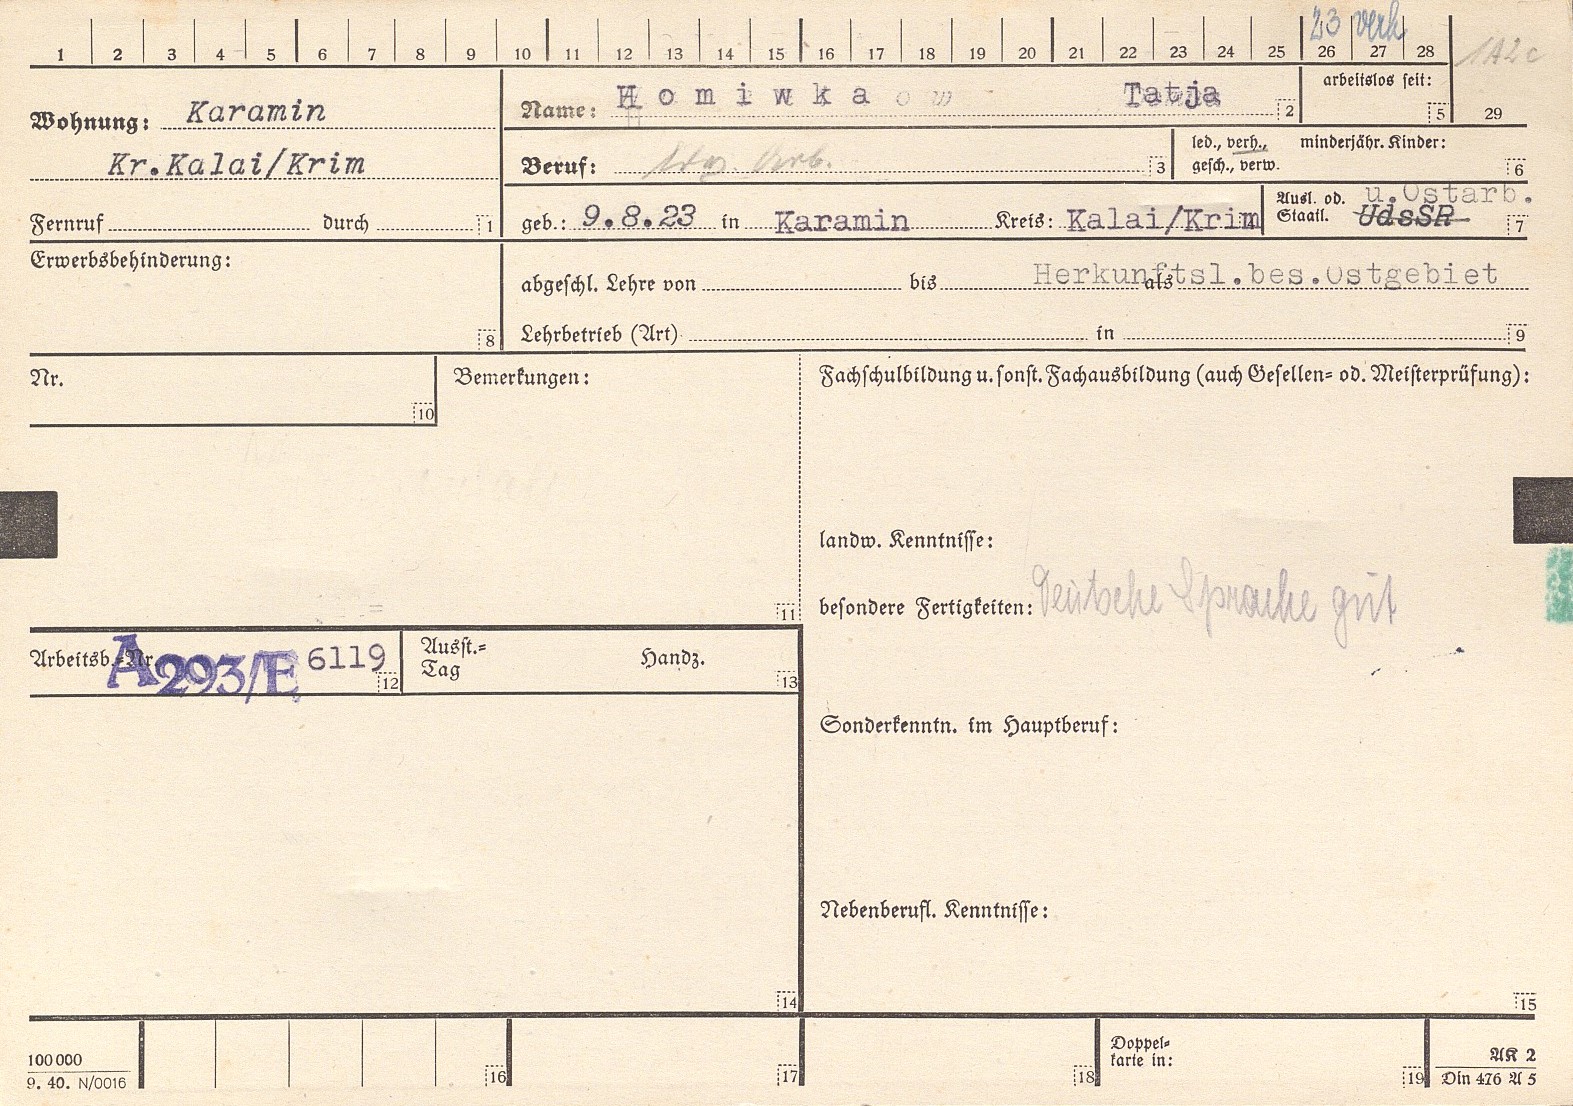 23 verh
1A2c
1 2 3 4 5 6 7 8 9 10 11 12 13 14 15 16 17 18 19 20 21 22 23 24 25 26 27 28
29
Wohnung: Karamin
Kr.Kalai/Krim
Fernruf durch 1
Name: Homiwka Tatja 2
arbeitslos seit: 5
Beruf: 3
led., verh., minderjähr. Kinder:
gesch., verw. 6
geb.: 9.8.23 in Karamin Kreis: Kalai/Krim
Ausl. od. u.Ostarb.
Staatl. UdsSR 7
Erwerbsbehinderung: 8
abgeschl. Lehre von bis als Herkunftsl.bes.Ostgebiet
Lehrbetrieb (Art) in 9
Nr. 10
Bemerkungen: 11
Fachschulbildung u. sonst. Fachausbildung (auch Gesellen- od. Meisterprüfung):
landw. Kenntnisse:
besondere Fertigkeiten: Deutsche Sprache gut
Arbeitsb.-Nr. A293/E 6119 12
Ausst.-
Tag Handz. 13
Sonderkenntn. im Hauptberuf:
Nebenberufl. Kenntnisse:
14
15
100 000
9. 40. N/0016
16
17
18
Doppel-
karte in: 19
AK 2
Din 476 A 5